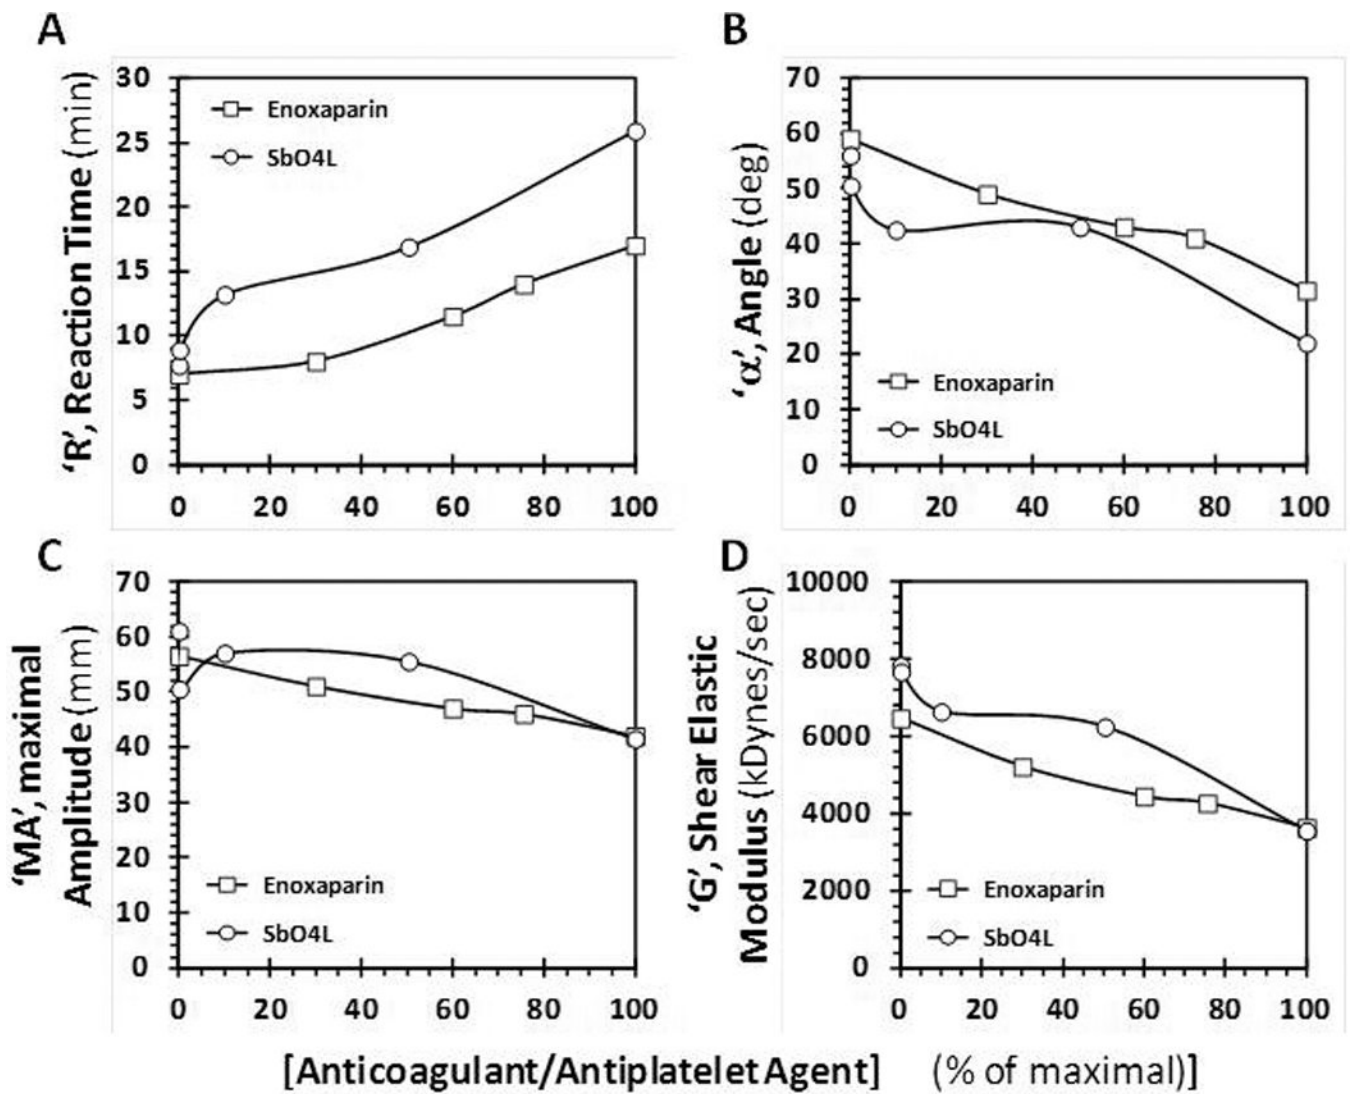 A
‘R’, Reaction Time (min)
30
25
20
15
10
5
0
Enoxaparin
SbO4L
0 20 40 60 80 100
B
‘α’, Angle (deg)
70
60
50
40
30
20
10
0
Enoxaparin
SbO4L
0 20 40 60 80 100
C
‘MA’, maximal
Amplitude (mm)
70
60
50
40
30
20
10
0
Enoxaparin
SbO4L
0 20 40 60 80 100
D
‘G’, Shear Elastic
Modulus (kDynes/sec)
10000
8000
6000
4000
2000
0
Enoxaparin
SbO4L
0 20 40 60 80 100
[Anticoagulant/Antiplatelet Agent] (% of maximal)]